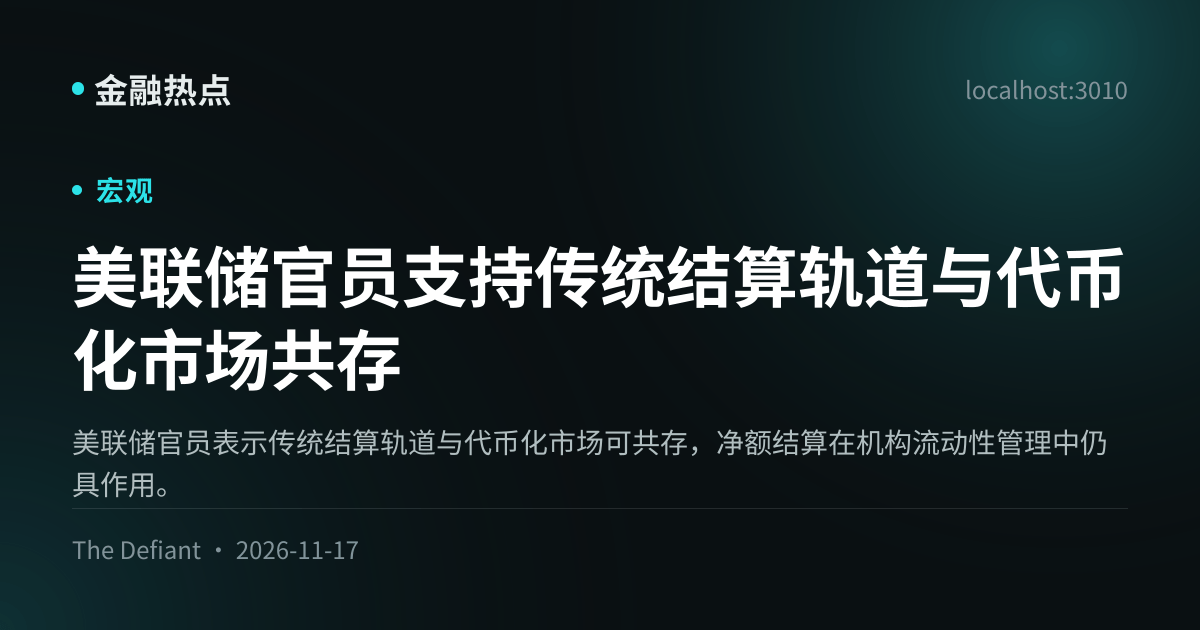 金融热点
localhost:3010
宏观
美联储官员支持传统结算轨道与代币
化市场共存
美联储官员表示传统结算轨道与代币化市场可共存，净额结算在机构流动性管理中仍
具作用。
The Defiant • 2026-11-17